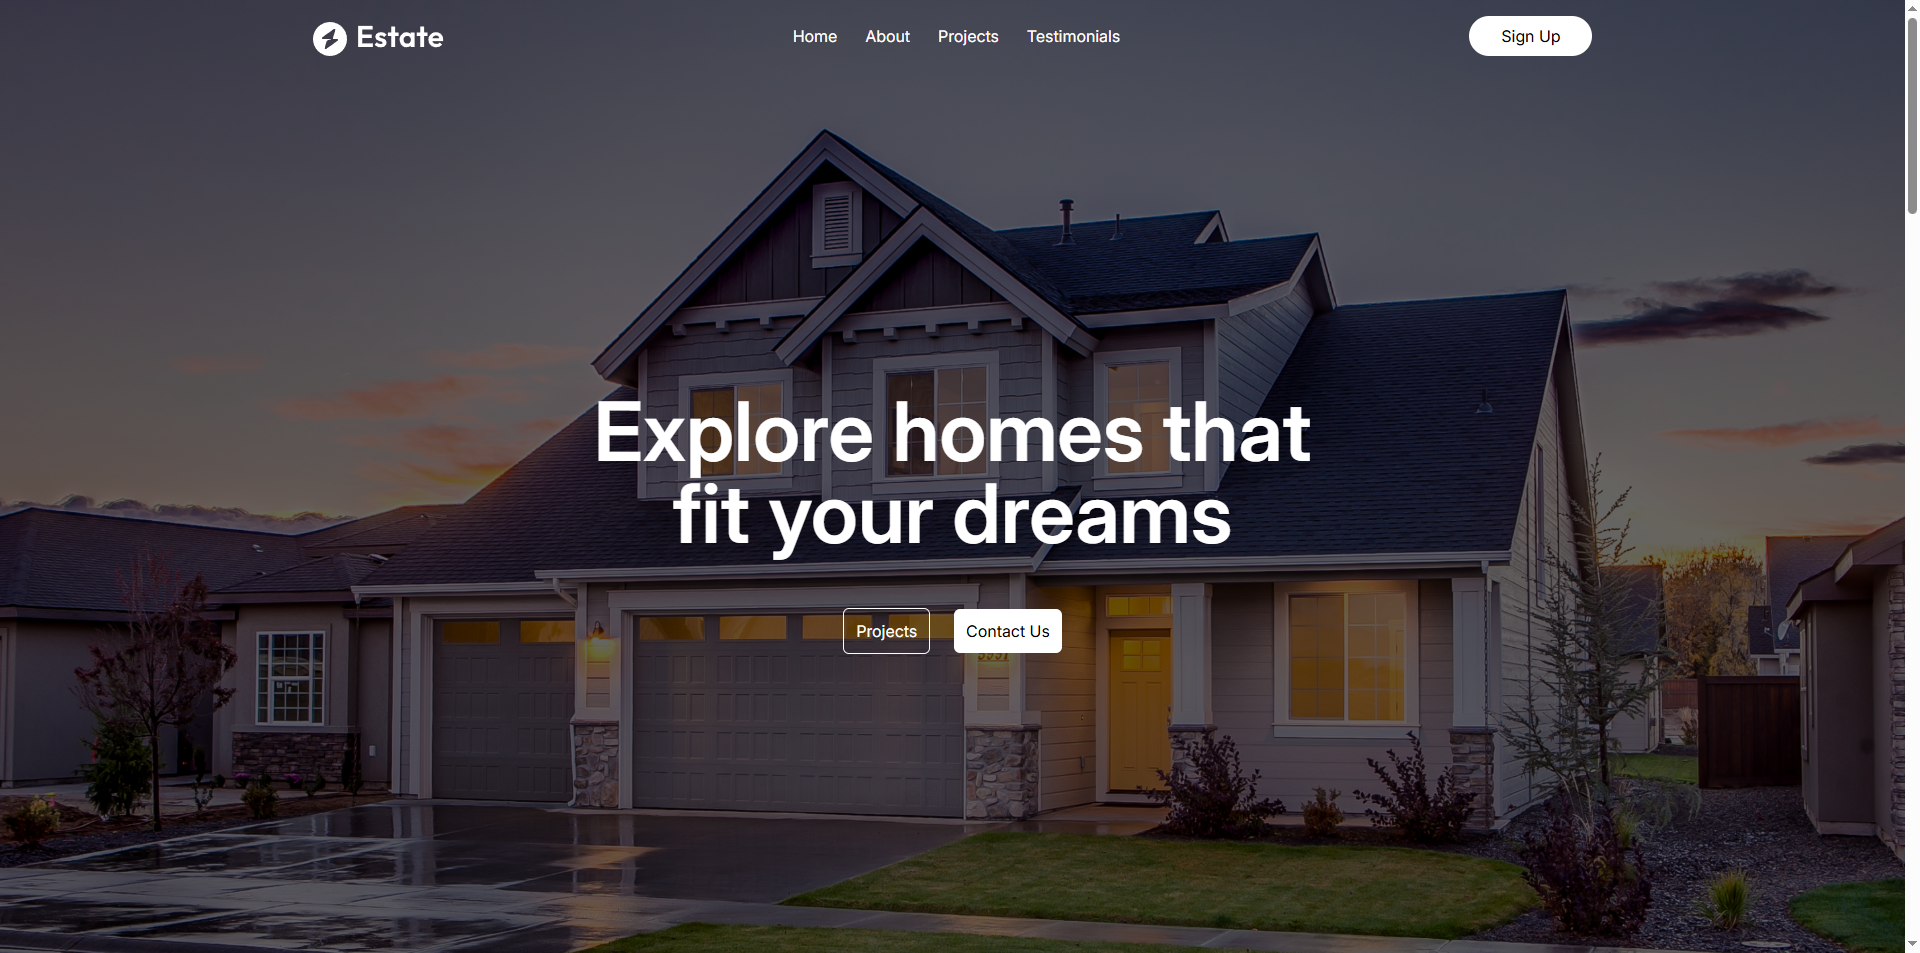 Estate
Home About Projects Testimonials
Sign Up
Explore homes that
fit your dreams
Projects
Contact Us